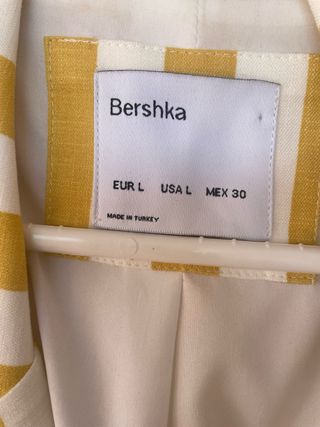 Bershka
EUR L USA L MEX 30
MADE IN TURKEY